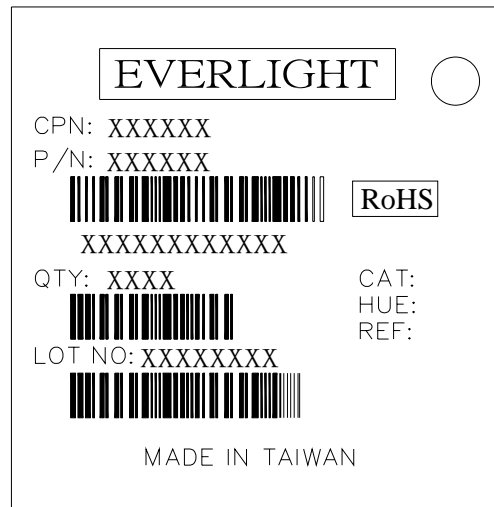 EVERLIGHT
CPN: XXXXXX
P/N: XXXXXX
RoHS
XXXXXXXXXXXX
QTY: XXXX
CAT:
HUE:
REF:
LOT NO: XXXXXXXX
MADE IN TAIWAN